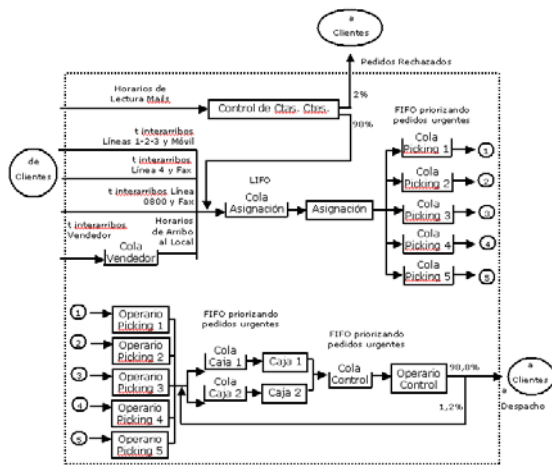 a
Clientes
Pedidos Rechazados
Horarios de
Lectura Mails
Control de Ctas. Ctes.
2%
98%
FIFO priorizando
pedidos urgentes
de
Clientes
t interarribos
Líneas 1-2-3 y Móvil
t interarribos
Línea 4 y Fax
t interarribos Línea
0800 y Fax
t interarribos
Vendedor
Horarios
de Arribo
al Local
Cola
Vendedor
LIFO
Cola
Asignación
Asignación
Cola
Picking 1
1
Cola
Picking 2
2
Cola
Picking 3
3
Cola
Picking 4
4
Cola
Picking 5
5
1
Operario
Picking 1
2
Operario
Picking 2
3
Operario
Picking 3
4
Operario
Picking 4
5
Operario
Picking 5
FIFO priorizando
pedidos urgentes
Cola
Caja 1
Caja 1
Cola
Caja 2
Caja 2
FIFO priorizando
pedidos urgentes
Cola
Control
Operario
Control
98,8%
1,2%
a
Clientes
a
Despacho